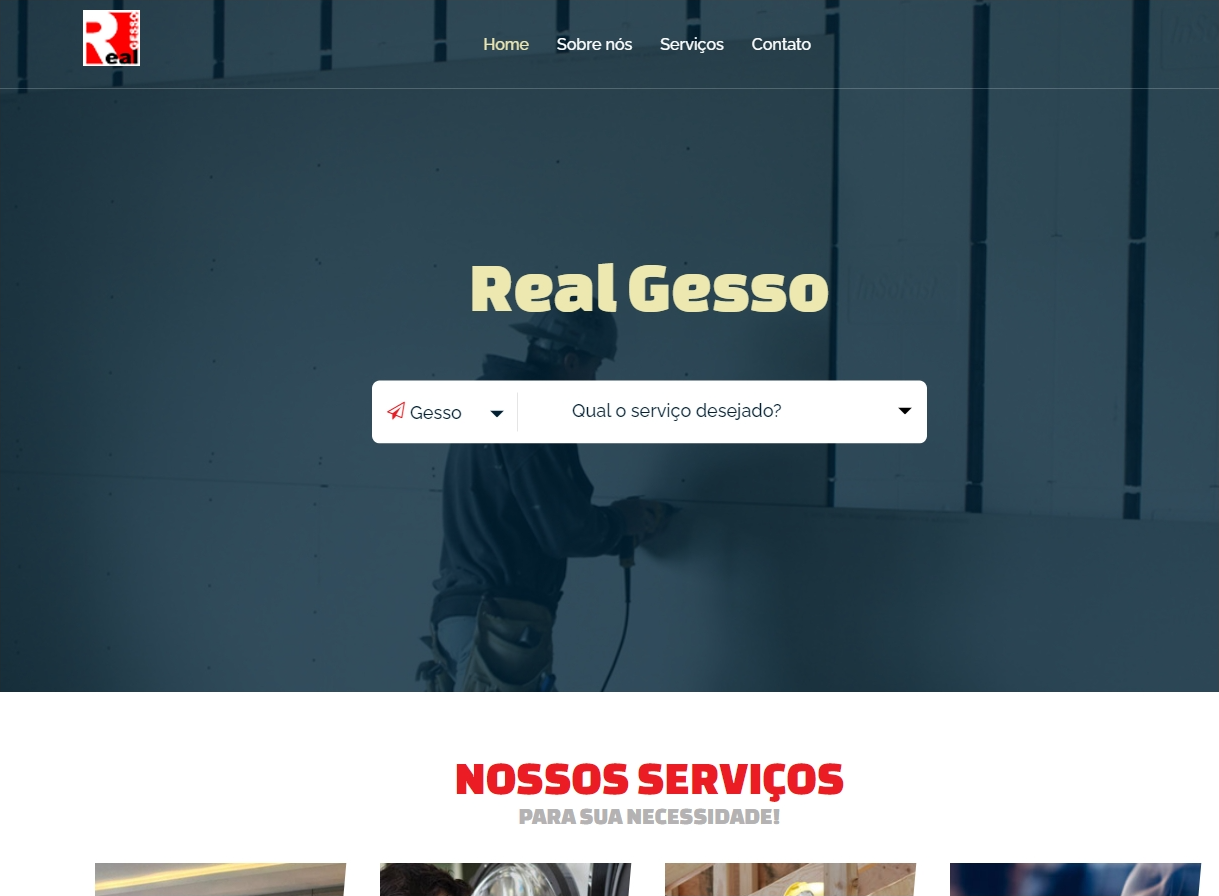 Real
GESSO
Home Sobre nós Serviços Contato
Real Gesso
Gesso Qual o serviço desejado?
NOSSOS SERVIÇOS
PARA SUA NECESSIDADE!